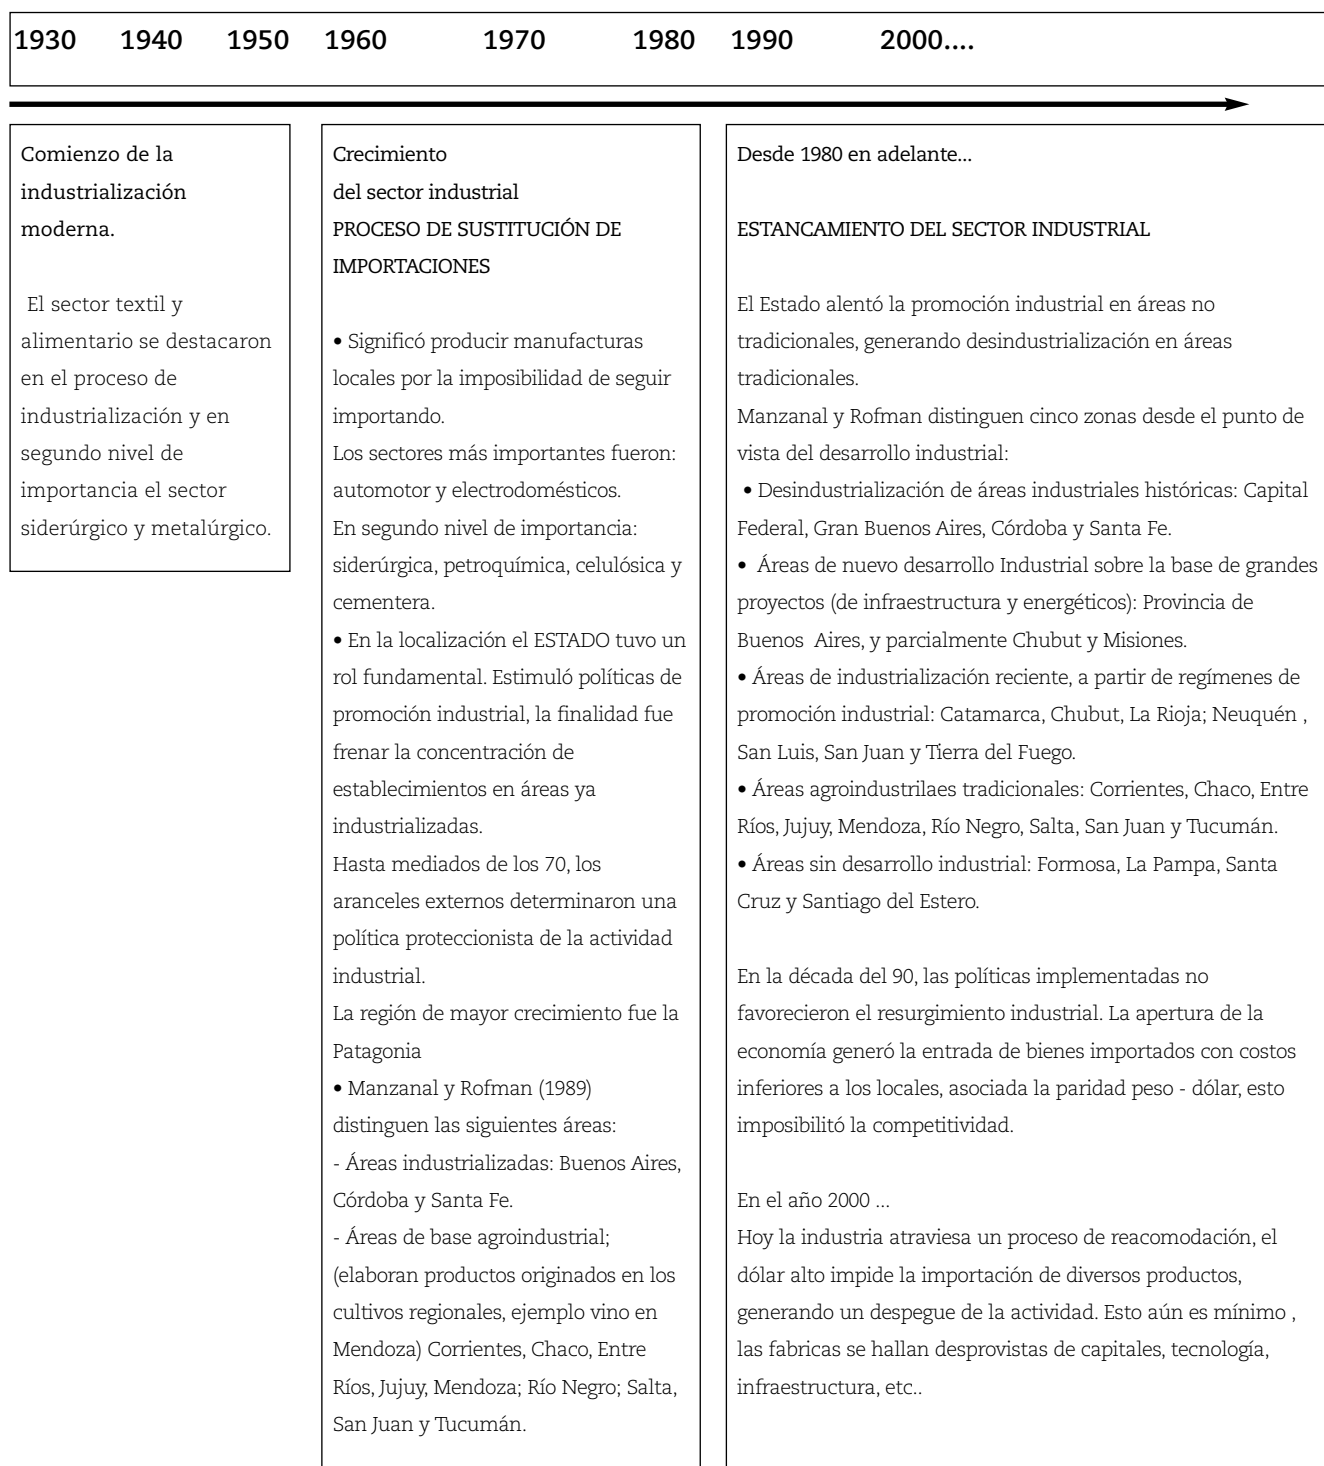 1930 1940 1950 1960 1970 1980 1990 2000....
Comienzo de la
industrialización
moderna.
El sector textil y
alimentario se destacaron
en el proceso de
industrialización y en
segundo nivel de
importancia el sector
siderúrgico y metalúrgico.
Crecimiento
del sector industrial
PROCESO DE SUSTITUCIÓN DE
IMPORTACIONES
• Significó producir manufacturas
locales por la imposibilidad de seguir
importando.
Los sectores más importantes fueron:
automotor y electrodomésticos.
En segundo nivel de importancia:
siderúrgica, petroquímica, celulósica y
cementera.
• En la localización el ESTADO tuvo un
rol fundamental. Estimuló políticas de
promoción industrial, la finalidad fue
frenar la concentración de
establecimientos en áreas ya
industrializadas.
Hasta mediados de los 70, los
aranceles externos determinaron una
política proteccionista de la actividad
industrial.
La región de mayor crecimiento fue la
Patagonia
• Manzanal y Rofman (1989)
distinguen las siguientes áreas:
- Áreas industrializadas: Buenos Aires,
Córdoba y Santa Fe.
- Áreas de base agroindustrial;
(elaboran productos originados en los
cultivos regionales, ejemplo vino en
Mendoza) Corrientes, Chaco, Entre
Ríos, Jujuy, Mendoza; Río Negro; Salta,
San Juan y Tucumán.
Desde 1980 en adelante...
ESTANCAMIENTO DEL SECTOR INDUSTRIAL
El Estado alentó la promoción industrial en áreas no
tradicionales, generando desindustrialización en áreas
tradicionales.
Manzanal y Rofman distinguen cinco zonas desde el punto de
vista del desarrollo industrial:
• Desindustrialización de áreas industriales históricas: Capital
Federal, Gran Buenos Aires, Córdoba y Santa Fe.
• Áreas de nuevo desarrollo Industrial sobre la base de grandes
proyectos (de infraestructura y energéticos): Provincia de
Buenos Aires, y parcialmente Chubut y Misiones.
• Áreas de industrialización reciente, a partir de regímenes de
promoción industrial: Catamarca, Chubut, La Rioja; Neuquén ,
San Luis, San Juan y Tierra del Fuego.
• Áreas agroindustrilaes tradicionales: Corrientes, Chaco, Entre
Ríos, Jujuy, Mendoza, Río Negro, Salta, San Juan y Tucumán.
• Áreas sin desarrollo industrial: Formosa, La Pampa, Santa
Cruz y Santiago del Estero.
En la década del 90, las políticas implementadas no
favorecieron el resurgimiento industrial. La apertura de la
economía generó la entrada de bienes importados con costos
inferiores a los locales, asociada la paridad peso - dólar, esto
imposibilitó la competitividad.
En el año 2000 ...
Hoy la industria atraviesa un proceso de reacomodación, el
dólar alto impide la importación de diversos productos,
generando un despegue de la actividad. Esto aún es mínimo ,
las fabricas se hallan desprovistas de capitales, tecnología,
infraestructura, etc..